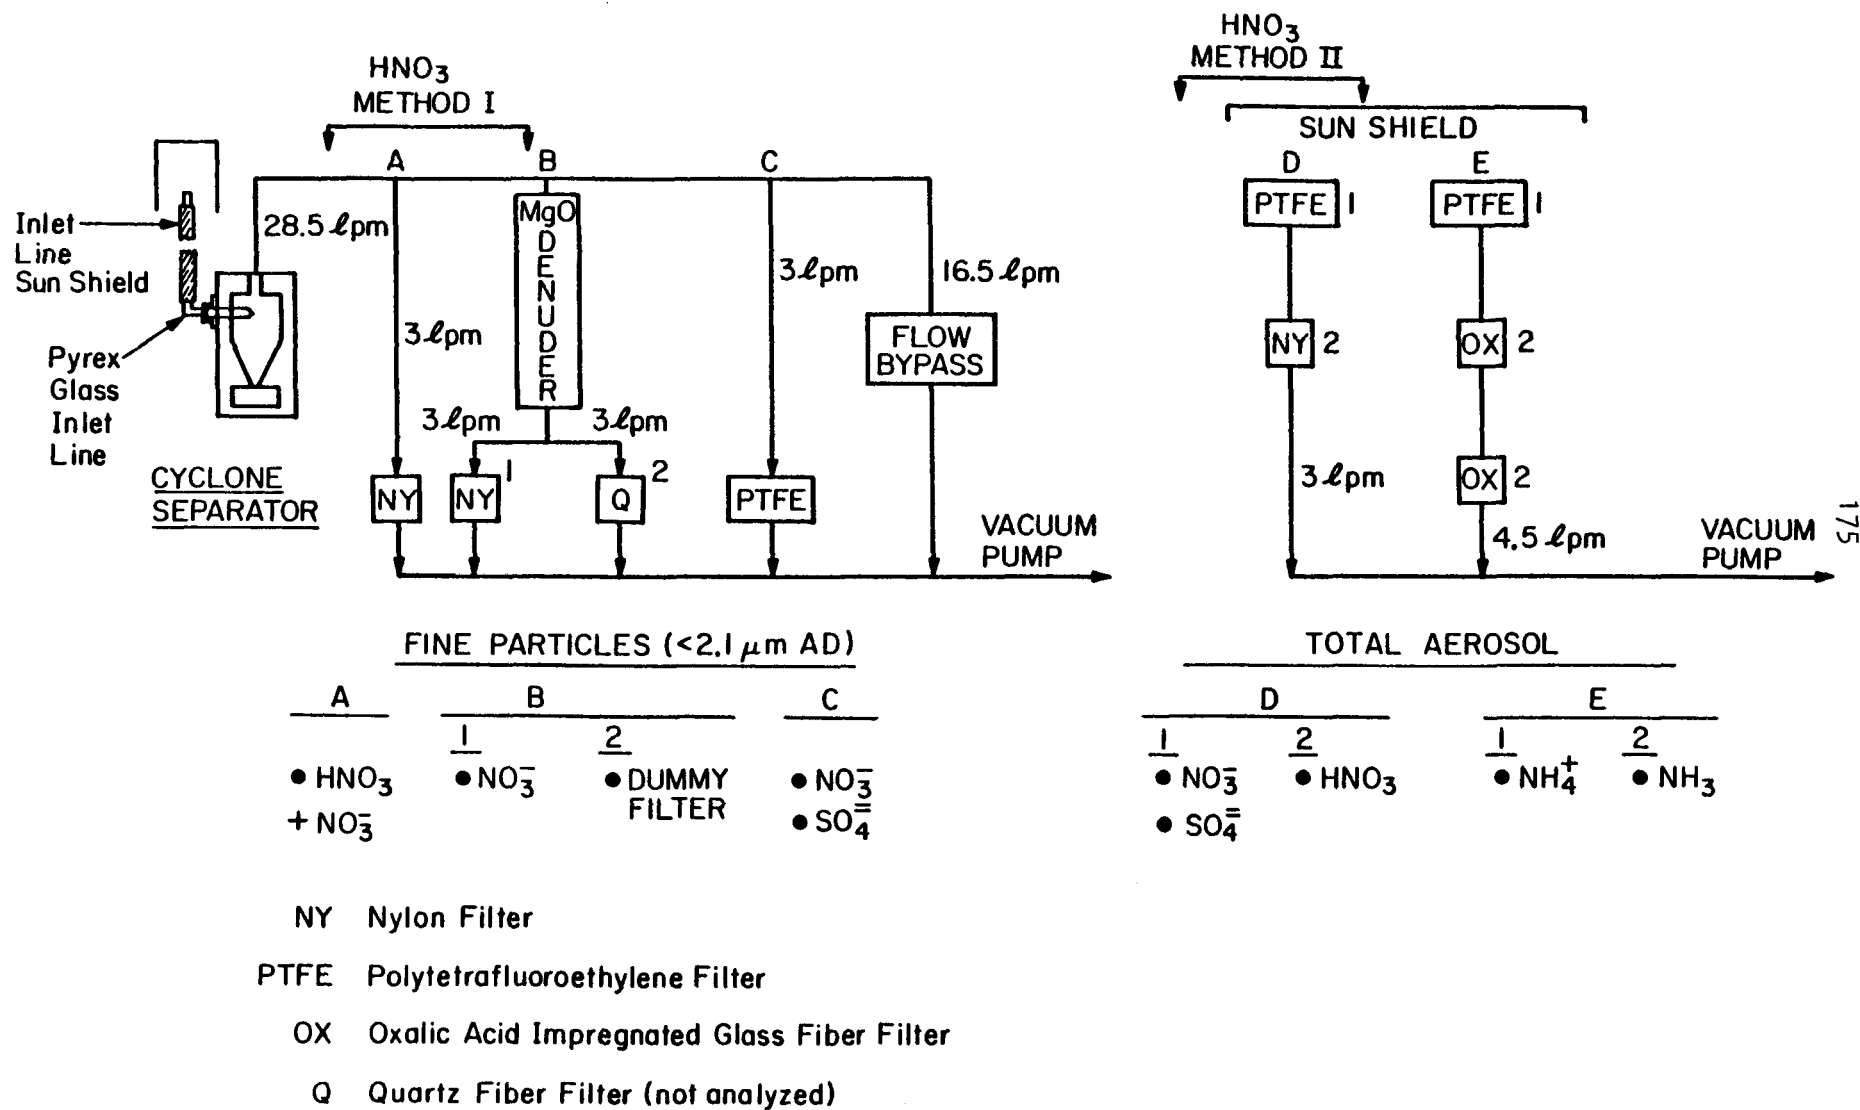 HNO3
METHOD I
HNO3
METHOD II
SUN SHIELD
A
B
C
D
E
Inlet
Line
Sun Shield
28.5 ℓpm
MgO
DENUDER
3 ℓpm
3 ℓpm
16.5 ℓpm
FLOW
BYPASS
PTFE 1
PTFE 1
NY 2
OX 2
Pyrex
Glass
Inlet
Line
3 ℓpm
3 ℓpm
CYCLONE
SEPARATOR
NY
NY 1
Q 2
PTFE
VACUUM
PUMP
3 ℓpm
OX 2
4.5 ℓpm
VACUUM
PUMP
175
FINE PARTICLES (<2.1 μm AD)
A
B
C
1
2
• HNO3
+ NO3−
• NO3−
• DUMMY
FILTER
• NO3−
• SO4=
TOTAL AEROSOL
D
E
1
2
1
2
• NO3−
• SO4=
• HNO3
• NH4+
• NH3
NY Nylon Filter
PTFE Polytetrafluoroethylene Filter
OX Oxalic Acid Impregnated Glass Fiber Filter
Q Quartz Fiber Filter (not analyzed)